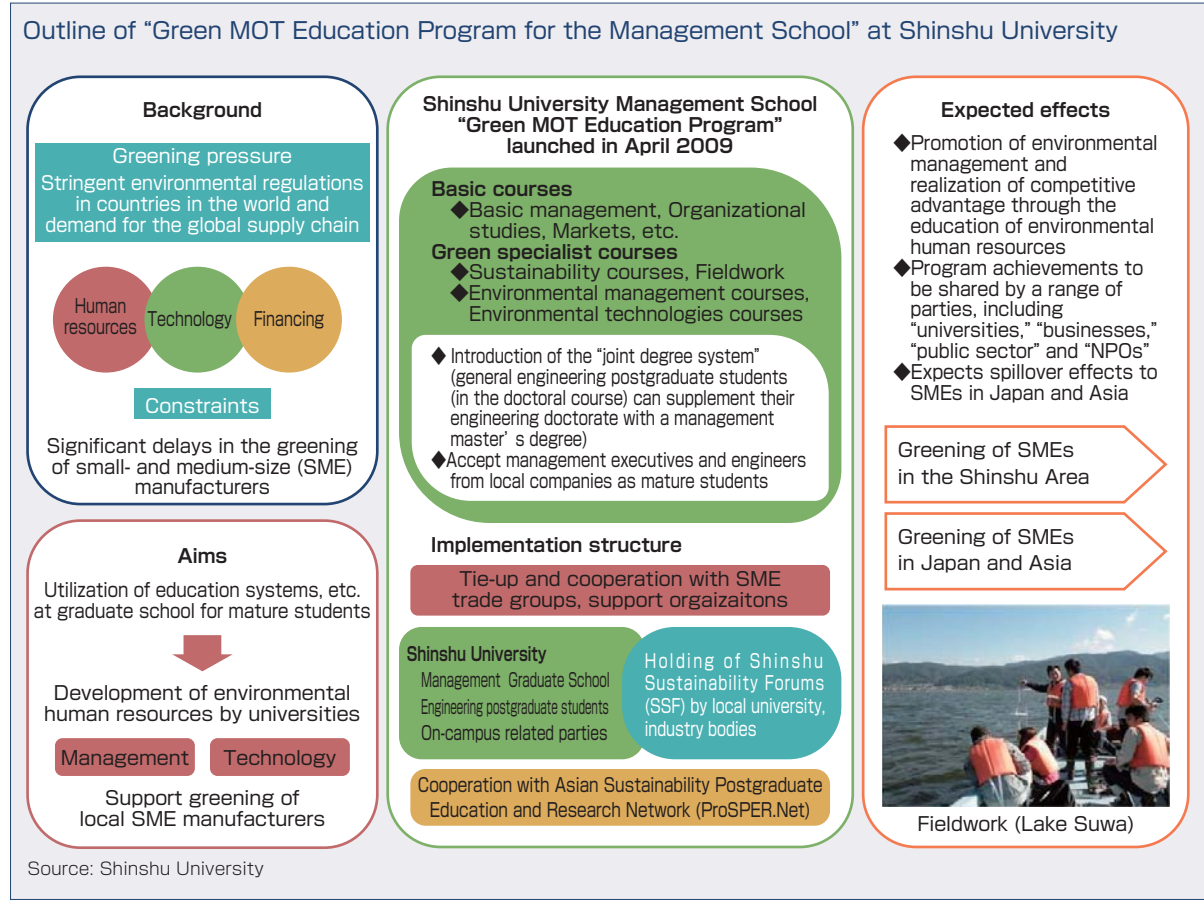 Outline of “Green MOT Education Program for the Management School” at Shinshu University
Background
Greening pressure
Stringent environmental regulations
in countries in the world and
demand for the global supply chain
Human
resources
Technology
Financing
Constraints
Significant delays in the greening
of small- and medium-size (SME)
manufacturers
Aims
Utilization of education systems, etc.
at graduate school for mature students
Development of environmental
human resources by universities
Management
Technology
Support greening of
local SME manufacturers
Shinshu University Management School
“Green MOT Education Program”
launched in April 2009
Basic courses
◆Basic management, Organizational
studies, Markets, etc.
Green specialist courses
◆Sustainability courses, Fieldwork
◆Environmental management courses,
Environmental technologies courses
◆ Introduction of the “joint degree system”
(general engineering postgraduate students
(in the doctoral course) can supplement their
engineering doctorate with a management
master’ s degree)
◆Accept management executives and engineers
from local companies as mature students
Implementation structure
Tie-up and cooperation with SME
trade groups, support orgaizaitons
Shinshu University
Management Graduate School
Engineering postgraduate students
On-campus related parties
Holding of Shinshu
Sustainability Forums
(SSF) by local university,
industry bodies
Cooperation with Asian Sustainability Postgraduate
Education and Research Network (ProSPER.Net)
Expected effects
◆Promotion of environmental
management and
realization of competitive
advantage through the
education of environmental
human resources
◆Program achievements to
be shared by a range of
parties, including
“universities,” “businesses,”
“public sector” and “NPOs”
◆Expects spillover effects to
SMEs in Japan and Asia
Greening of SMEs
in the Shinshu Area
Greening of SMEs
in Japan and Asia
Fieldwork (Lake Suwa)
Source: Shinshu University